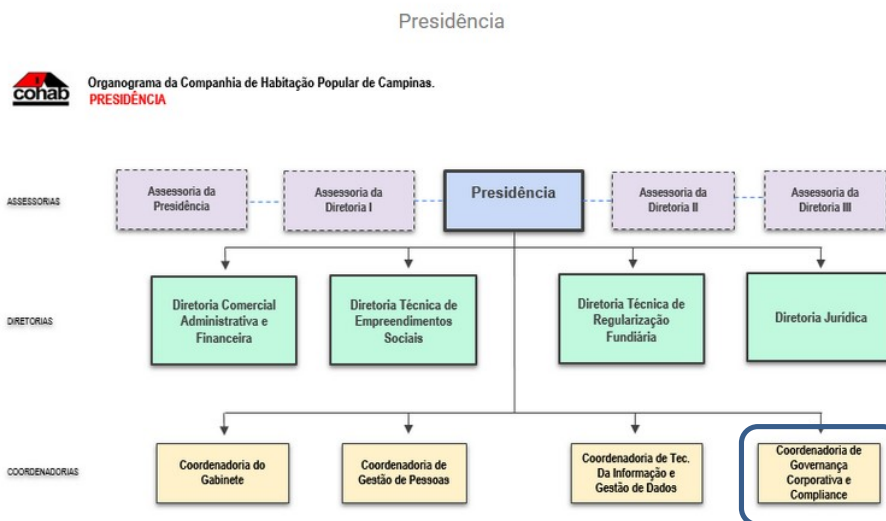 Presidência
cohab
Organograma da Companhia de Habitação Popular de Campinas.
PRESIDÊNCIA
ASSESSORIAS
Assessoria da
Presidência
Assessoria da
Diretoria I
Presidência
Assessoria da
Diretoria II
Assessoria da
Diretoria III
DIRETORIAS
Diretoria Comercial
Administrativa e
Financeira
Diretoria Técnica de
Empreendimentos
Sociais
Diretoria Técnica de
Regularização
Fundiária
Diretoria Jurídica
COORDENADORIAS
Coordenadoria do
Gabinete
Coordenadoria de
Gestão de Pessoas
Coordenadoria de Tec.
Da Informação e
Gestão de Dados
Coordenadoria de
Governança
Corporativa e
Compliance